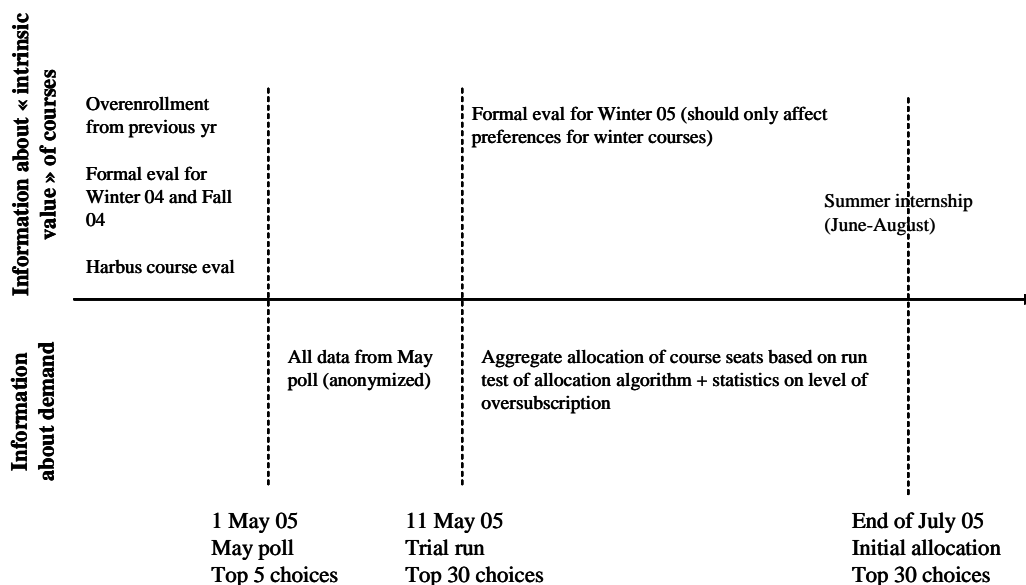 Information about « intrinsic
value » of courses
Overenrollment
from previous yr
Formal eval for
Winter 04 and Fall
04
Harbus course eval
Formal eval for Winter 05 (should only affect
preferences for winter courses)
Summer internship
(June-August)
Information
about demand
All data from May
poll (anonymized)
Aggregate allocation of course seats based on run
test of allocation algorithm + statistics on level of
oversubscription
1 May 05
May poll
Top 5 choices
11 May 05
Trial run
Top 30 choices
End of July 05
Initial allocation
Top 30 choices